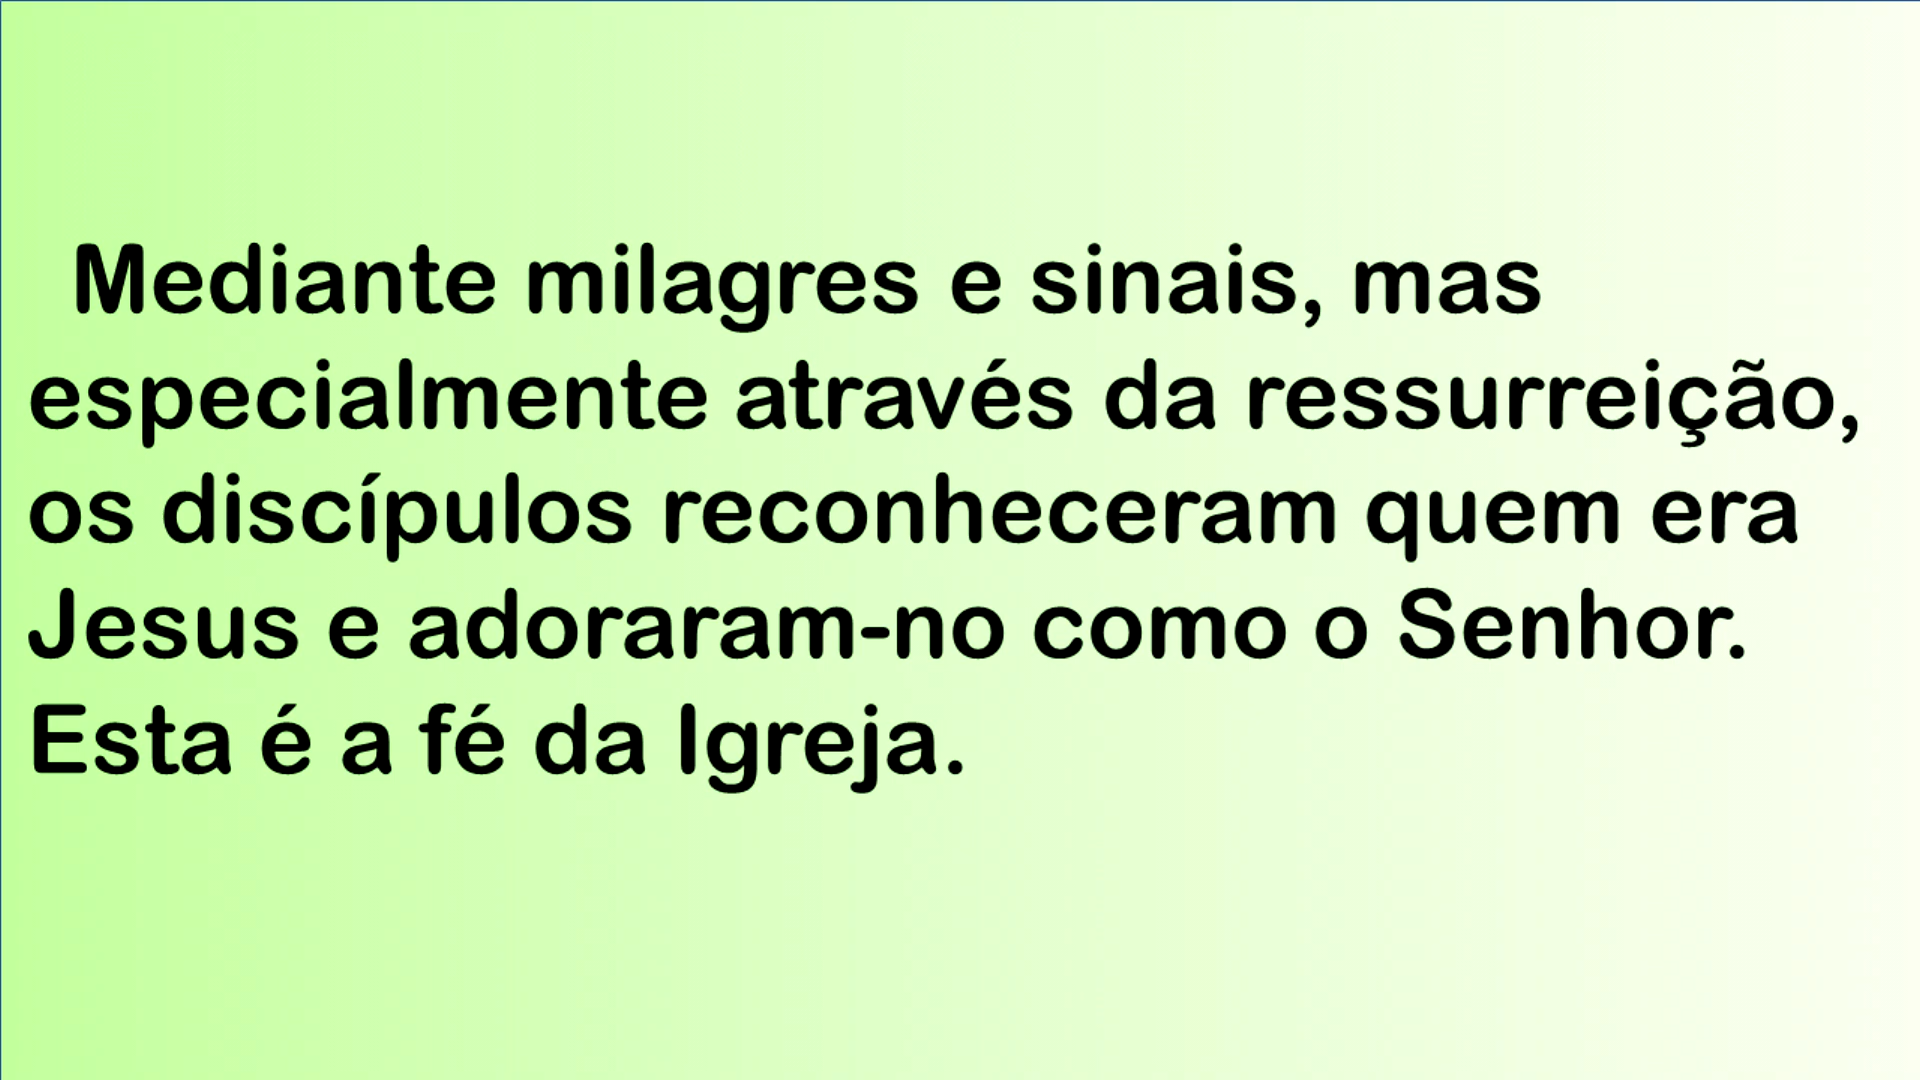 Mediante milagres e sinais, mas
especialmente através da ressurreição,
os discípulos reconheceram quem era
Jesus e adoraram-no como o Senhor.
Esta é a fé da Igreja.